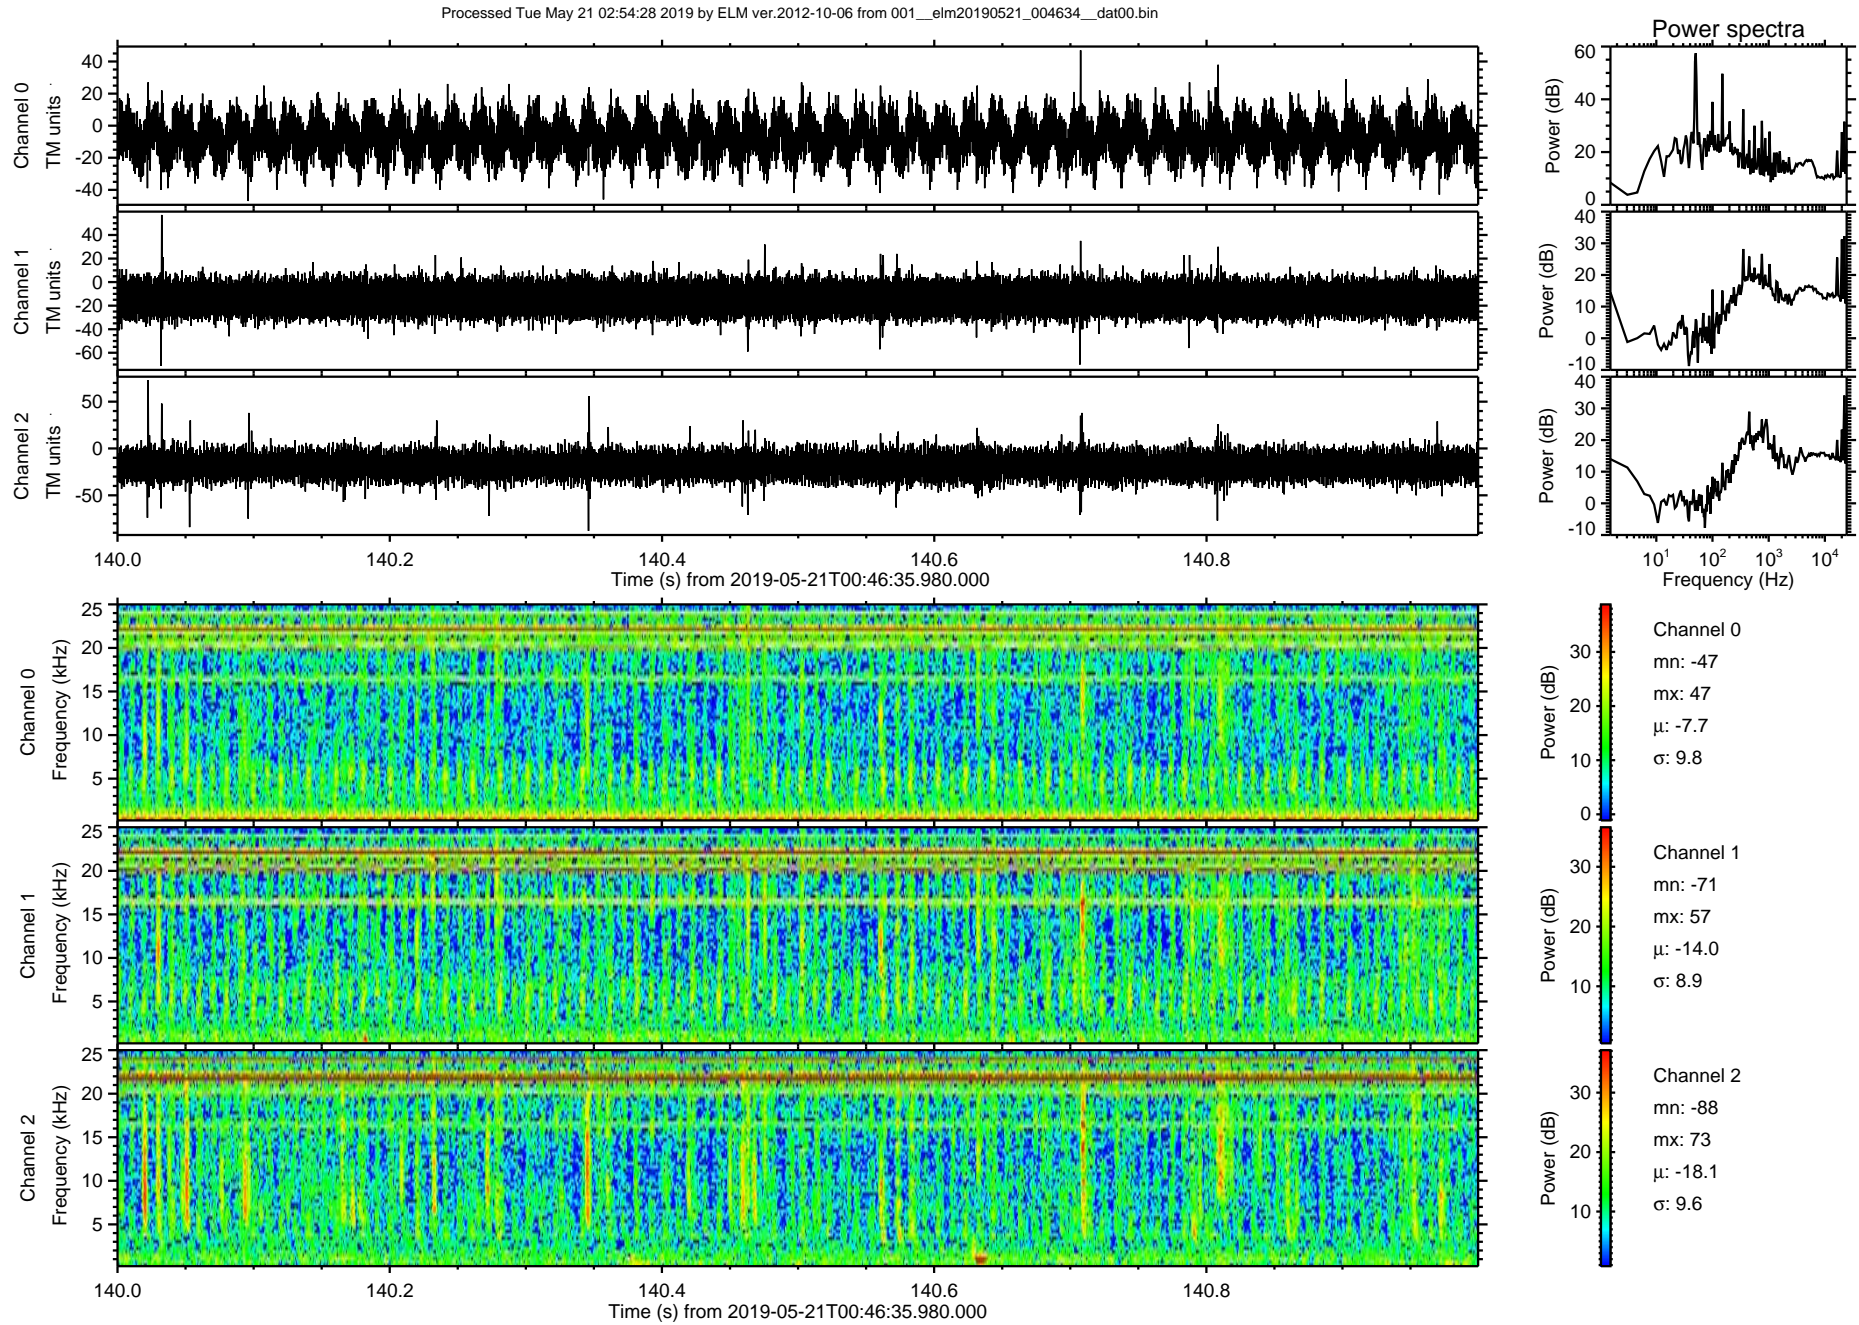 Processed Tue May 21 02:54:28 2019 by ELM ver.2012-10-06 from 001__elm20190521_004634__dat00.bin
Power spectra
Channel 0
TM units
40
20
0
-20
-40
Power (dB)
60
40
20
0
Channel 1
TM units
40
20
0
-20
-40
-60
Power (dB)
40
30
20
10
0
-10
Channel 2
TM units
50
0
-50
Power (dB)
40
30
20
10
0
-10
140.0 140.2 140.4 140.6 140.8
Time (s) from 2019-05-21T00:46:35.980.000
10¹ 10² 10³ 10⁴
Frequency (Hz)
Channel 0
Frequency (kHz)
25
20
15
10
5
Power (dB)
30
20
10
0
Channel 0
mn: -47
mx: 47
μ: -7.7
σ: 9.8
Channel 1
Frequency (kHz)
25
20
15
10
5
Power (dB)
30
20
10
Channel 1
mn: -71
mx: 57
μ: -14.0
σ: 8.9
Channel 2
Frequency (kHz)
25
20
15
10
5
Power (dB)
30
20
10
Channel 2
mn: -88
mx: 73
μ: -18.1
σ: 9.6
140.0 140.2 140.4 140.6 140.8
Time (s) from 2019-05-21T00:46:35.980.000